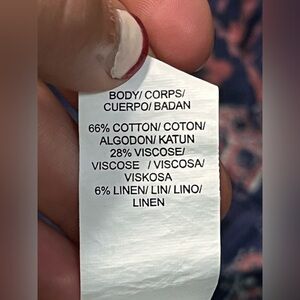 BODY/ CORPS/
CUERPO/ BADAN
66% COTTON/ COTON/
ALGODON/ KATUN
28% VISCOSE/
VISCOSE / VISCOSA/
VISKOSA
6% LINEN/ LIN/ LINO/
LINEN